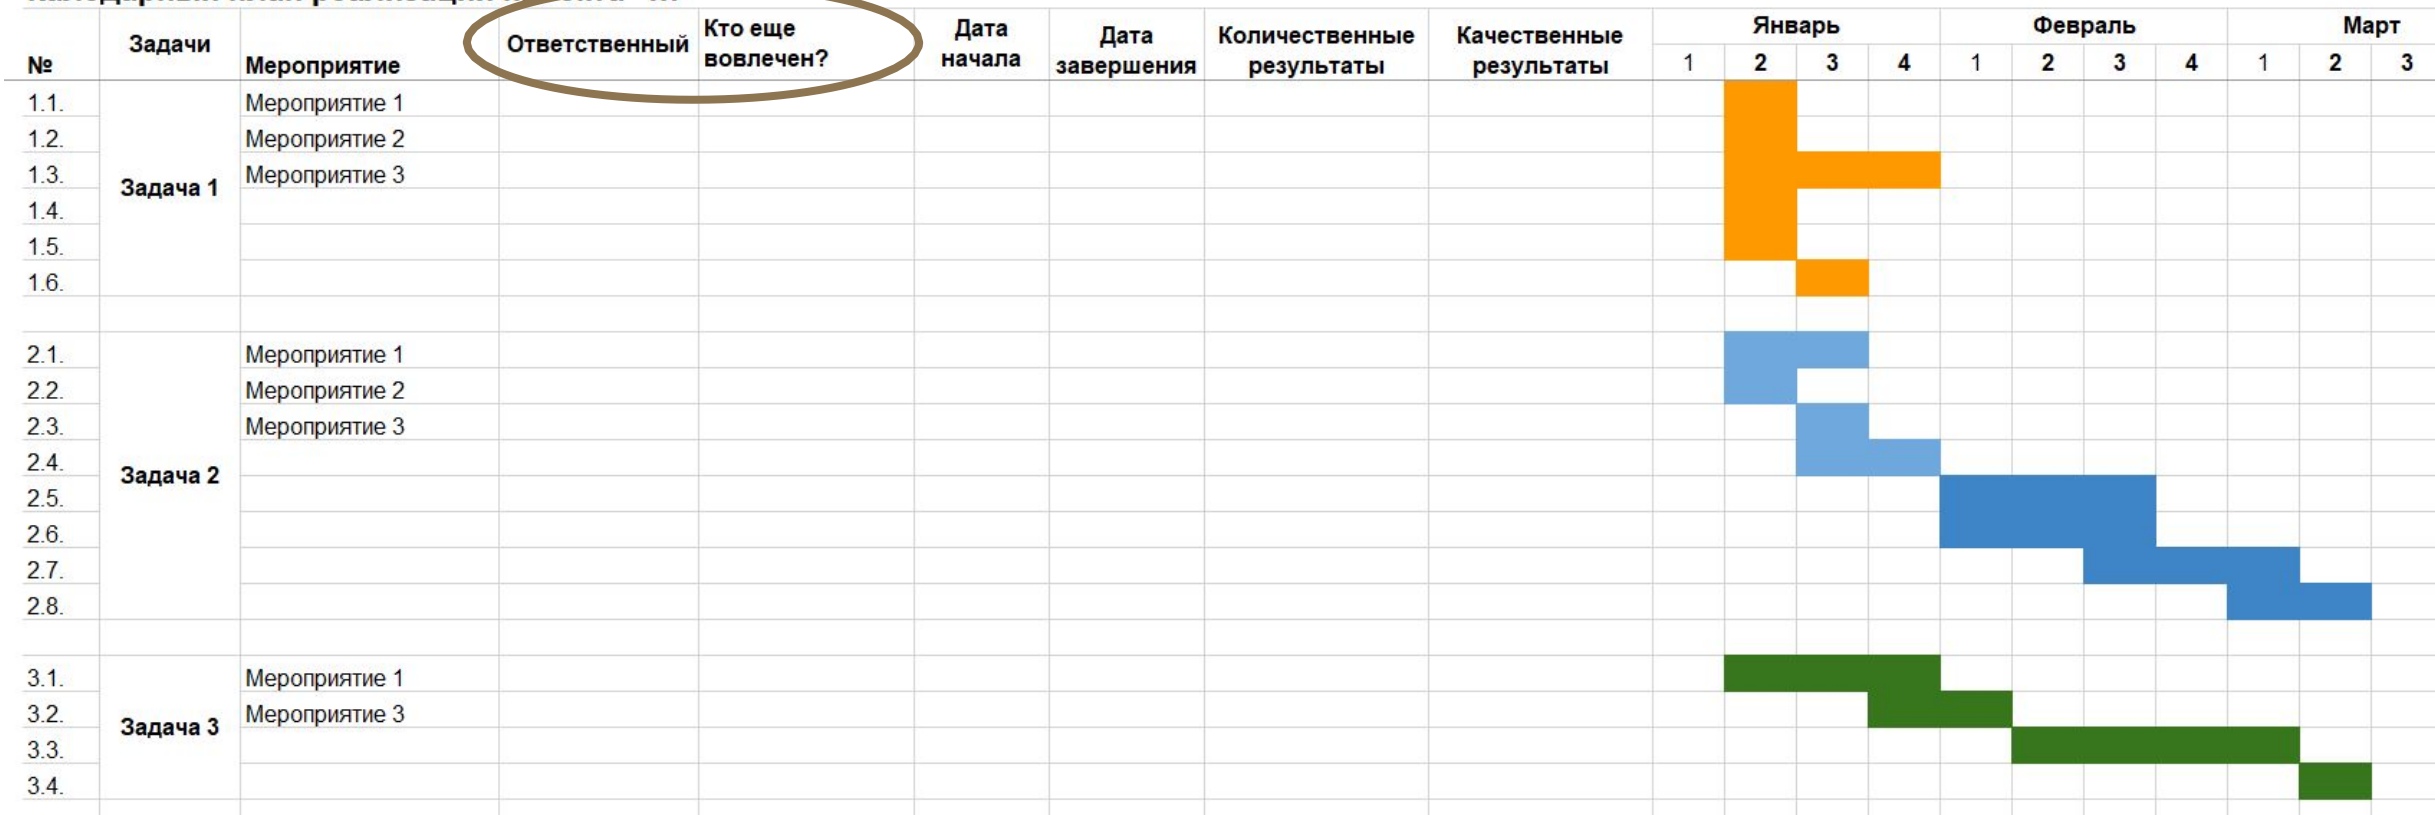 Январь Февраль Март
№ Задачи Мероприятие Ответственный Кто еще вовлечен? Дата начала Дата завершения Количественные результаты Качественные результаты 1 2 3 4 1 2 3 4 1 2 3
1.1. Мероприятие 1
1.2. Мероприятие 2
1.3. Задача 1 Мероприятие 3
1.4.
1.5.
1.6.
2.1. Мероприятие 1
2.2. Мероприятие 2
2.3. Мероприятие 3
2.4. Задача 2
2.5.
2.6.
2.7.
2.8.
3.1. Мероприятие 1
3.2. Задача 3 Мероприятие 3
3.3.
3.4.